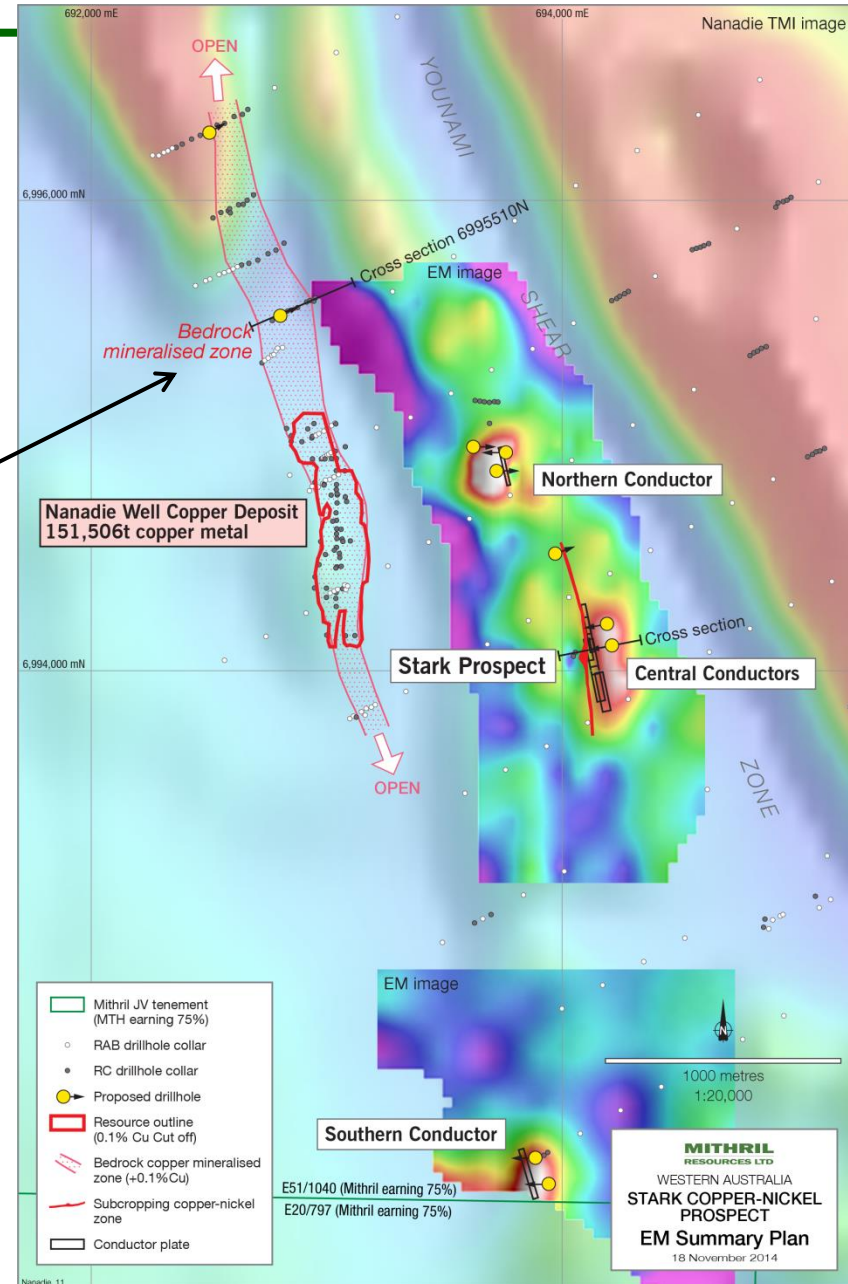 692,000 mE
694,000 mE
Nanadie TMI image
OPEN
YOUNAMI
6,996,000 mN
Cross section 6995510N
EM image
SHEAR
Bedrock
mineralised zone
Northern Conductor
Nanadie Well Copper Deposit
151,506t copper metal
Cross section
Stark Prospect
Central Conductors
6,994,000 mN
ZONE
OPEN
EM image
Mithril JV tenement
(MTH earning 75%)
RAB drillhole collar
RC drillhole collar
Proposed drillhole
Resource outline
(0.1% Cu Cut off)
Bedrock copper mineralised
zone (+0.1%Cu)
Subcropping copper-nickel
zone
Conductor plate
N
1000 metres
1:20,000
Southern Conductor
E51/1040 (Mithril earning 75%)
E20/797 (Mithril earning 75%)
MITHRIL
RESOURCES LTD
WESTERN AUSTRALIA
STARK COPPER-NICKEL
PROSPECT
EM Summary Plan
18 November 2014
Nanadie_11